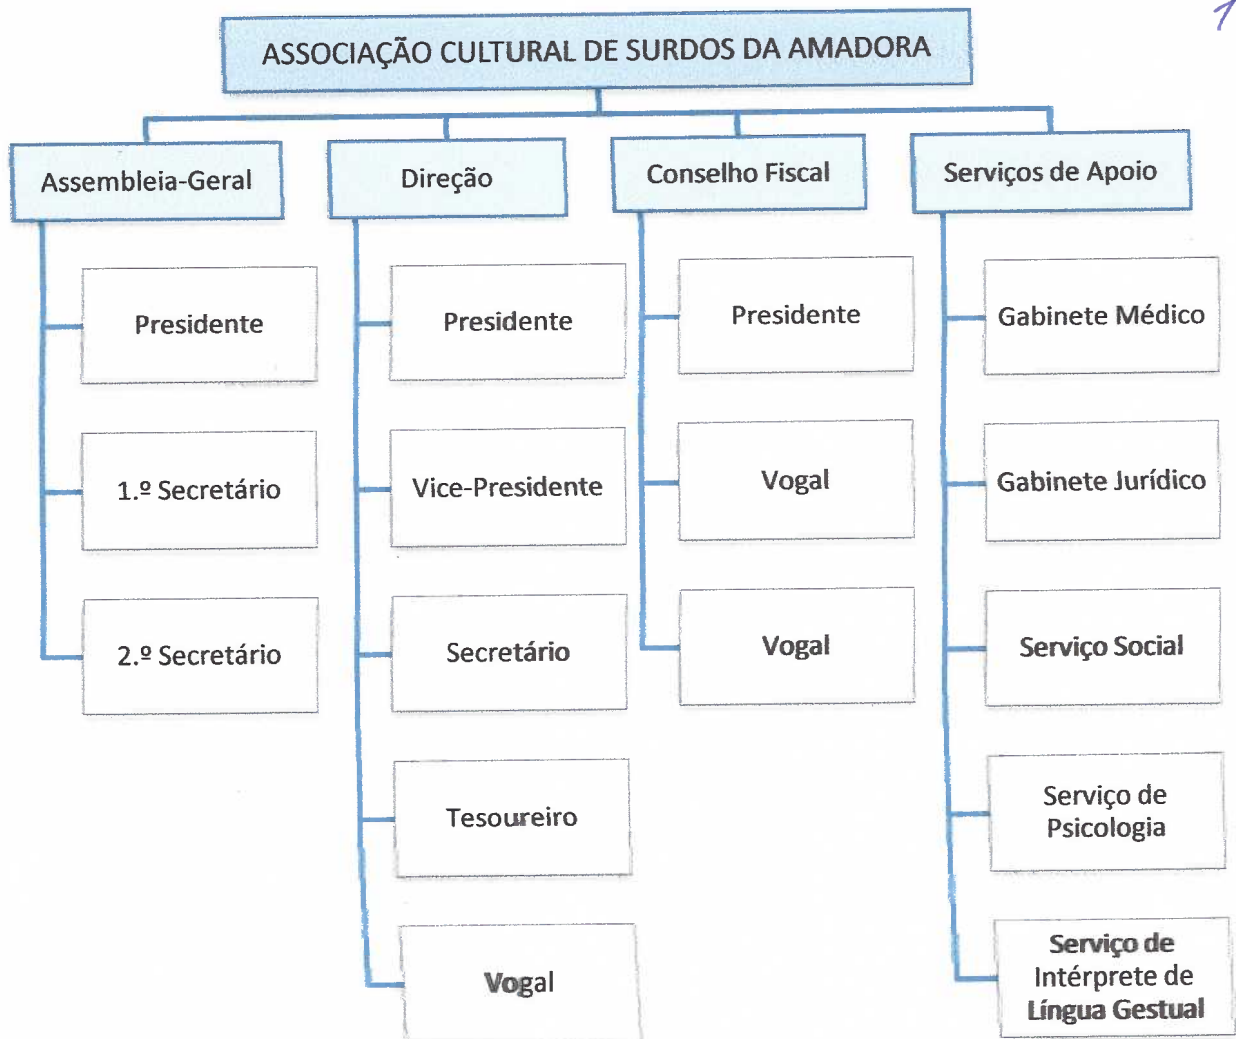 ASSOCIAÇÃO CULTURAL DE SURDOS DA AMADORA
Assembleia-Geral
Presidente
1.º Secretário
2.º Secretário
Direção
Presidente
Vice-Presidente
Secretário
Tesoureiro
Vogal
Conselho Fiscal
Presidente
Vogal
Vogal
Serviços de Apoio
Gabinete Médico
Gabinete Jurídico
Serviço Social
Serviço de
Psicologia
Serviço de
Intérprete de
Língua Gestual